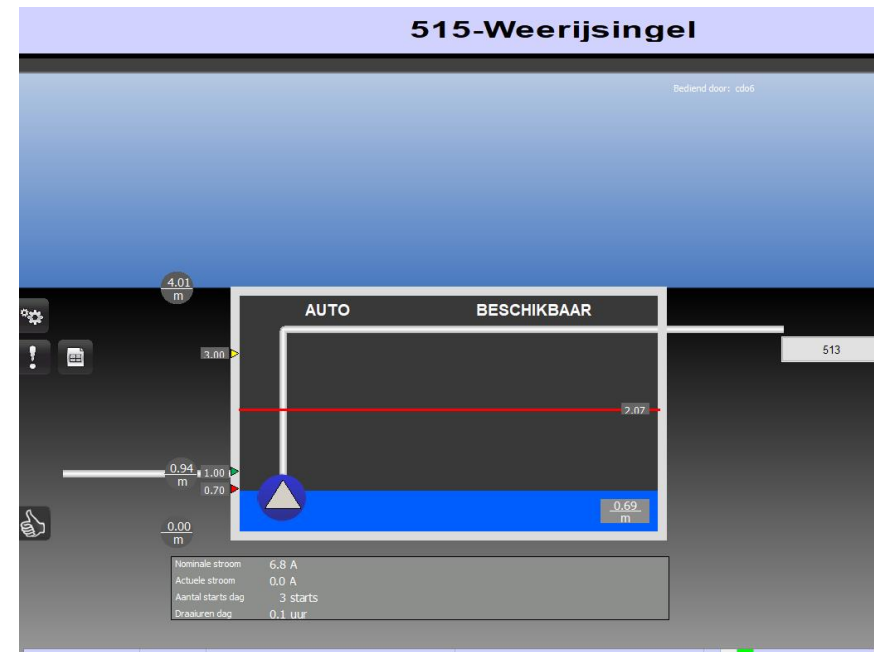 515-Weerijsingel
Bediend door: cdo6
4.01
m
AUTO BESCHIKBAAR
3.00
513
2.07
0.94
m
1.00
0.70
0.69
m
0.00
m
Nominale stroom 6.8 A
Actuele stroom 0.0 A
Aantal starts dag 3 starts
Draaiuren dag 0.1 uur